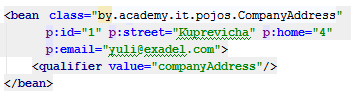 <bean class="by.academy.it.pojos.CompanyAddress"
p:id="1" p:street="Kuprevicha" p:home="4"
p:email="yuli@exadel.com">
<qualifier value="companyAddress"/>
</bean>